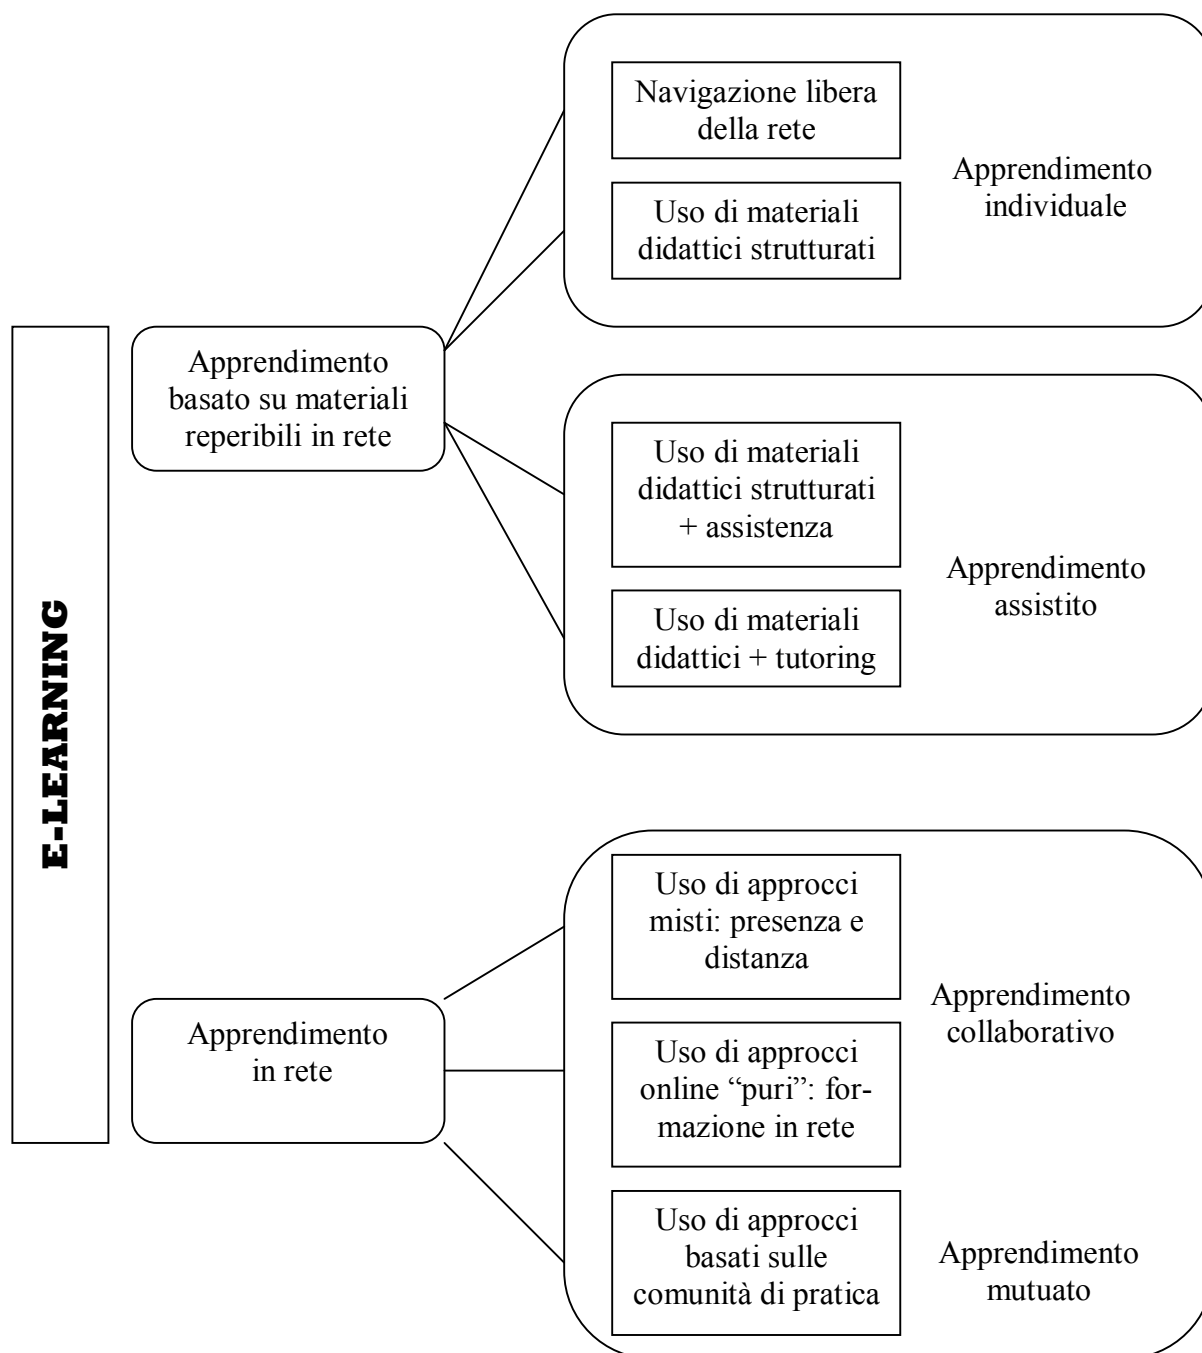 E-LEARNING
Apprendimento
basato su materiali
reperibili in rete
Navigazione libera
della rete
Uso di materiali
didattici strutturati
Apprendimento
individuale
Uso di materiali
didattici strutturati
+ assistenza
Uso di materiali
didattici + tutoring
Apprendimento
assistito
Apprendimento
in rete
Uso di approcci
misti: presenza e
distanza
Uso di approcci
online “puri”: for-
mazione in rete
Apprendimento
collaborativo
Uso di approcci
basati sulle
comunità di pratica
Apprendimento
mutuato